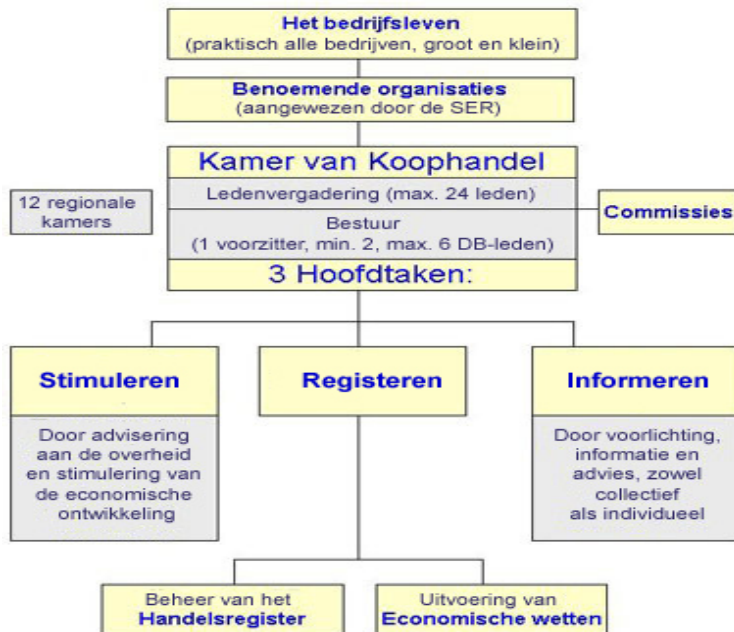 Het bedrijfsleven
(praktisch alle bedrijven, groot en klein)
Benoemende organisaties
(aangewezen door de SER)
Kamer van Koophandel
Ledenvergadering (max. 24 leden)
Bestuur
(1 voorzitter, min. 2, max. 6 DB-leden)
3 Hoofdtaken:
12 regionale
kamers
Commissies
Stimuleren
Door advisering
aan de overheid
en stimulering van
de economische
ontwikkeling
Registeren
Informeren
Door voorlichting,
informatie en
advies, zowel
collectief
als individueel
Beheer van het
Handelsregister
Uitvoering van
Economische wetten